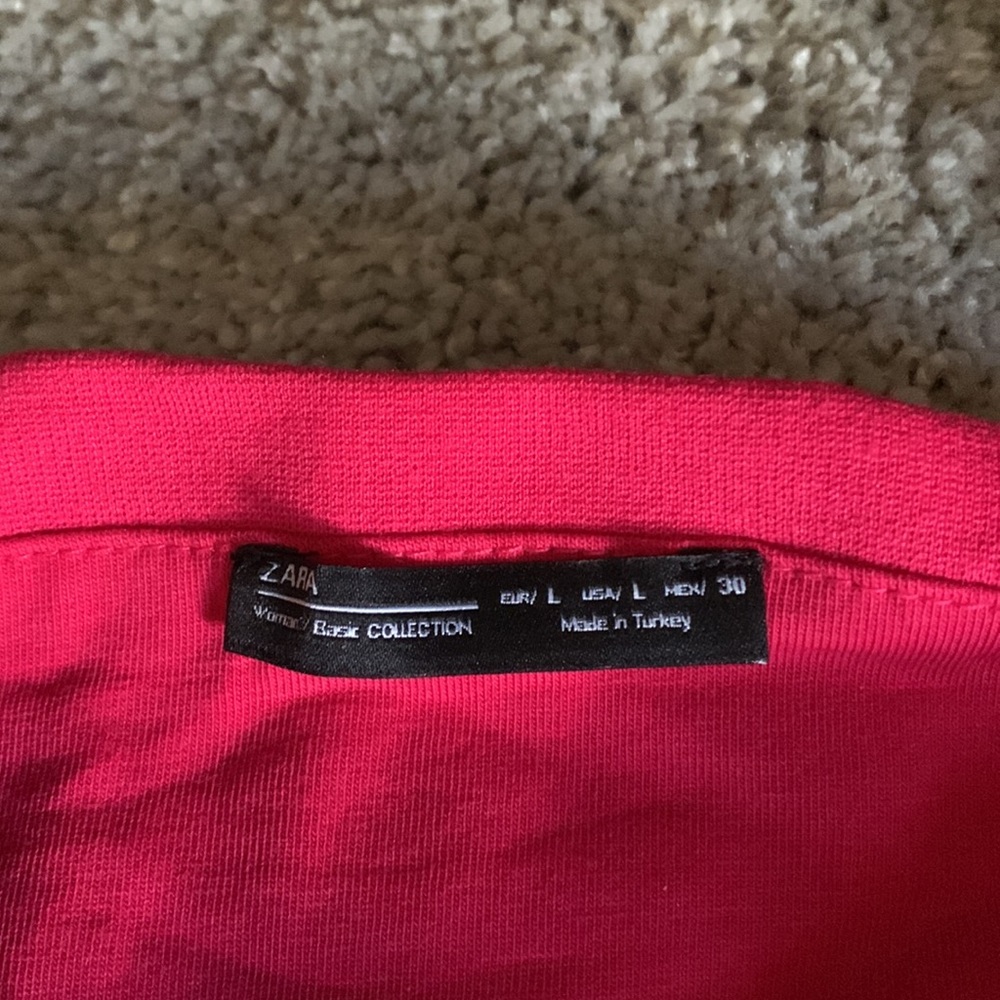 ZARA
Woman/ Basic COLLECTION
EUR/ L USA/ L MEX/ 30
Made in Turkey